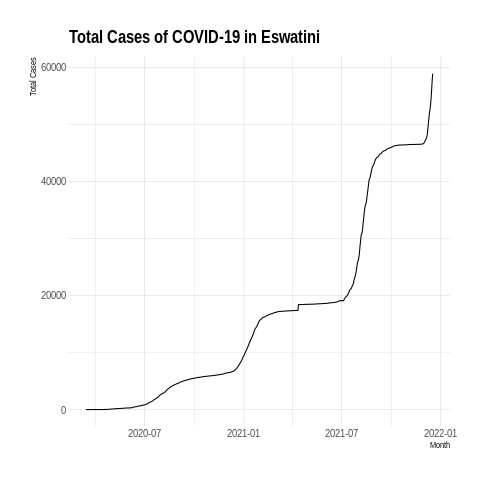 Total Cases of COVID-19 in Eswatini
Total Cases
60000
40000
20000
0
2020-07
2021-01
2021-07
2022-01
Month